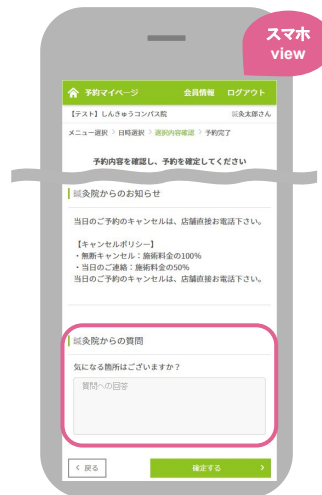 スマホ
view
予約マイページ 会員情報 ログアウト
【テスト】しんきゅうコンパス院 鍼灸太郎さん
メニュー選択 > 日時選択 > 選択内容確認 > 予約完了
予約内容を確認し、予約を確定してください
鍼灸院からのお知らせ
当日のご予約のキャンセルは、店舗直接お電話下さい。
【キャンセルポリシー】
・無断キャンセル：施術料金の100%
・当日のご連絡：施術料金の50%
当日のご予約のキャンセルは、店舗直接お電話下さい。
鍼灸院からの質問
気になる箇所はございますか？
質問への回答
< 戻る 確定する >